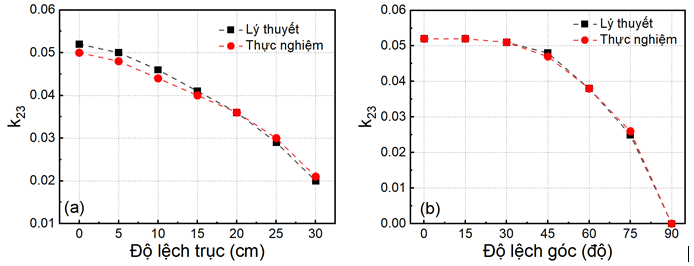 0.06
0.05
0.04
0.03
0.02
0.01
k23
0 5 10 15 20 25 30
Độ lệch trục (cm)
(a)
Lý thuyết
Thực nghiệm
0.06
0.05
0.04
0.03
0.02
0.01
0.00
k23
0 15 30 45 60 75 90
Độ lệch góc (độ)
(b)
Lý thuyết
Thực nghiệm